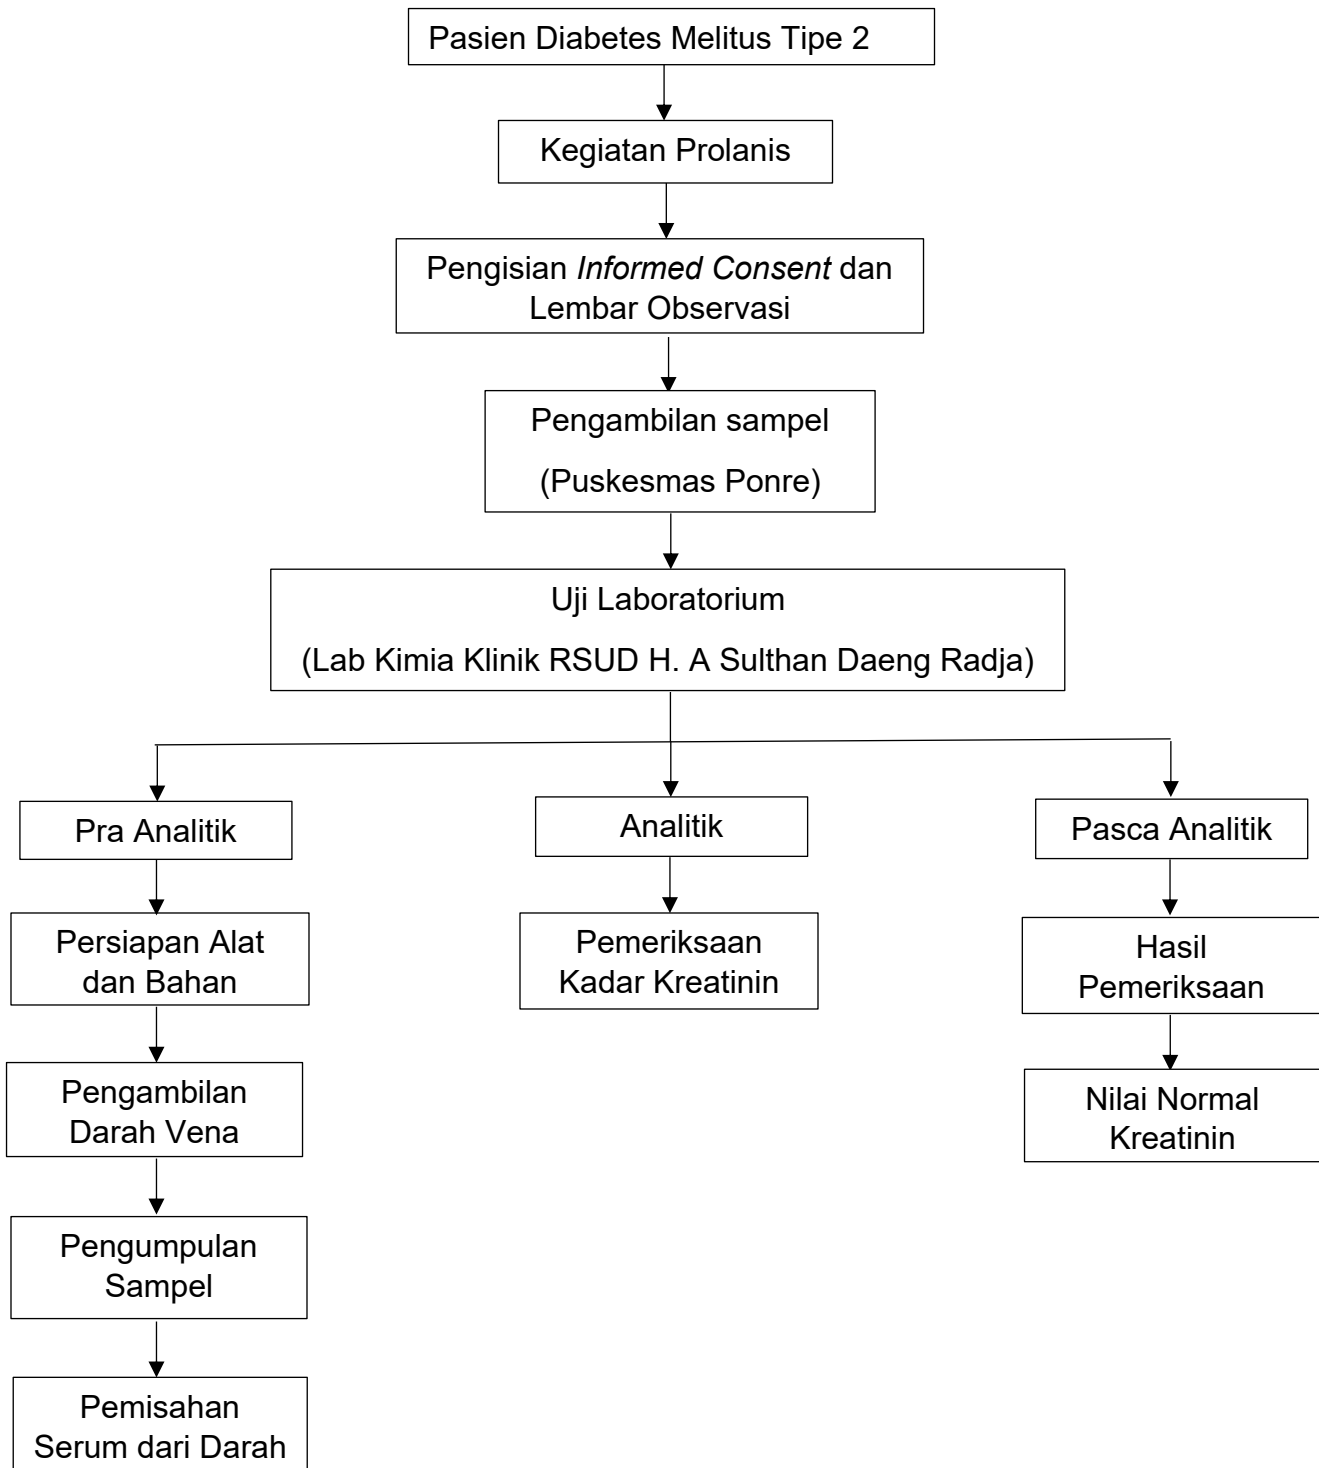 Pasien Diabetes Melitus Tipe 2
Kegiatan Prolanis
Pengisian Informed Consent dan
Lembar Observasi
Pengambilan sampel
(Puskesmas Ponre)
Uji Laboratorium
(Lab Kimia Klinik RSUD H. A Sulthan Daeng Radja)
Pra Analitik
Persiapan Alat
dan Bahan
Pengambilan
Darah Vena
Pengumpulan
Sampel
Pemisahan
Serum dari Darah
Analitik
Pemeriksaan
Kadar Kreatinin
Pasca Analitik
Hasil
Pemeriksaan
Nilai Normal
Kreatinin